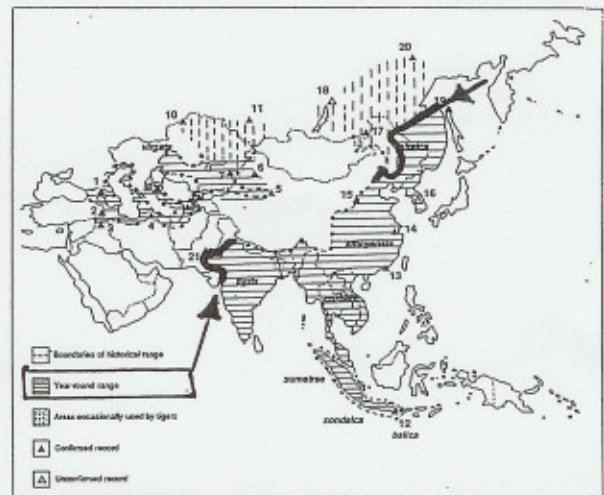 20
18
11
10
19
17
virgata
altaica
7
6
1
5
16
2
15
3
4
14
amoyensis
21
13
tigris
Boundaries of historical range
Year-round range
sumatrae
Areas occasionally used by tigers
12
sondaica
balica
Confirmed record
Unconfirmed record